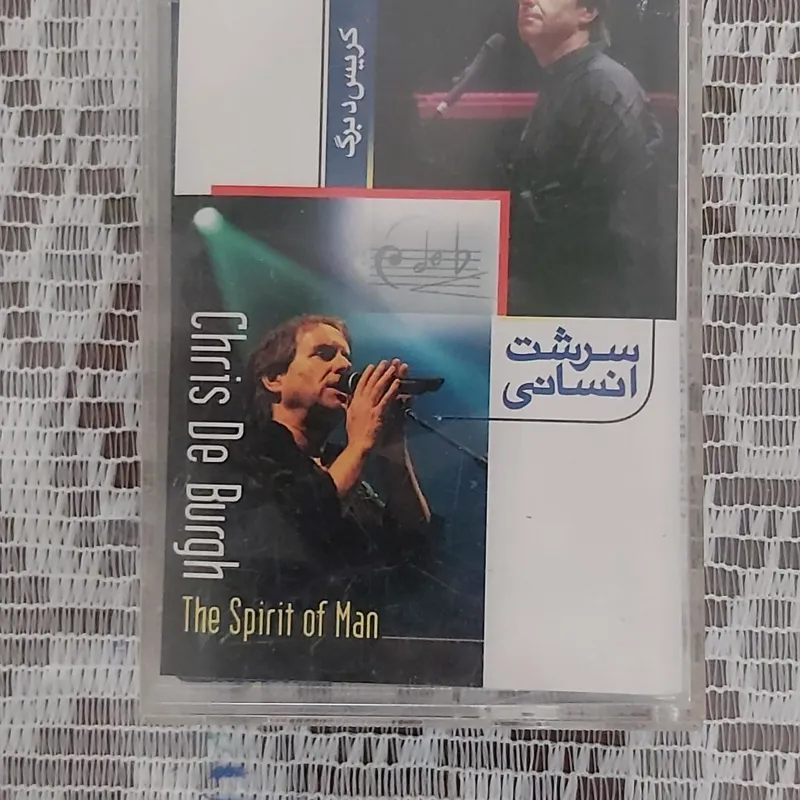 کریس د برگ
سرشت
انسانی
Chris De Burgh
The Spirit of Man